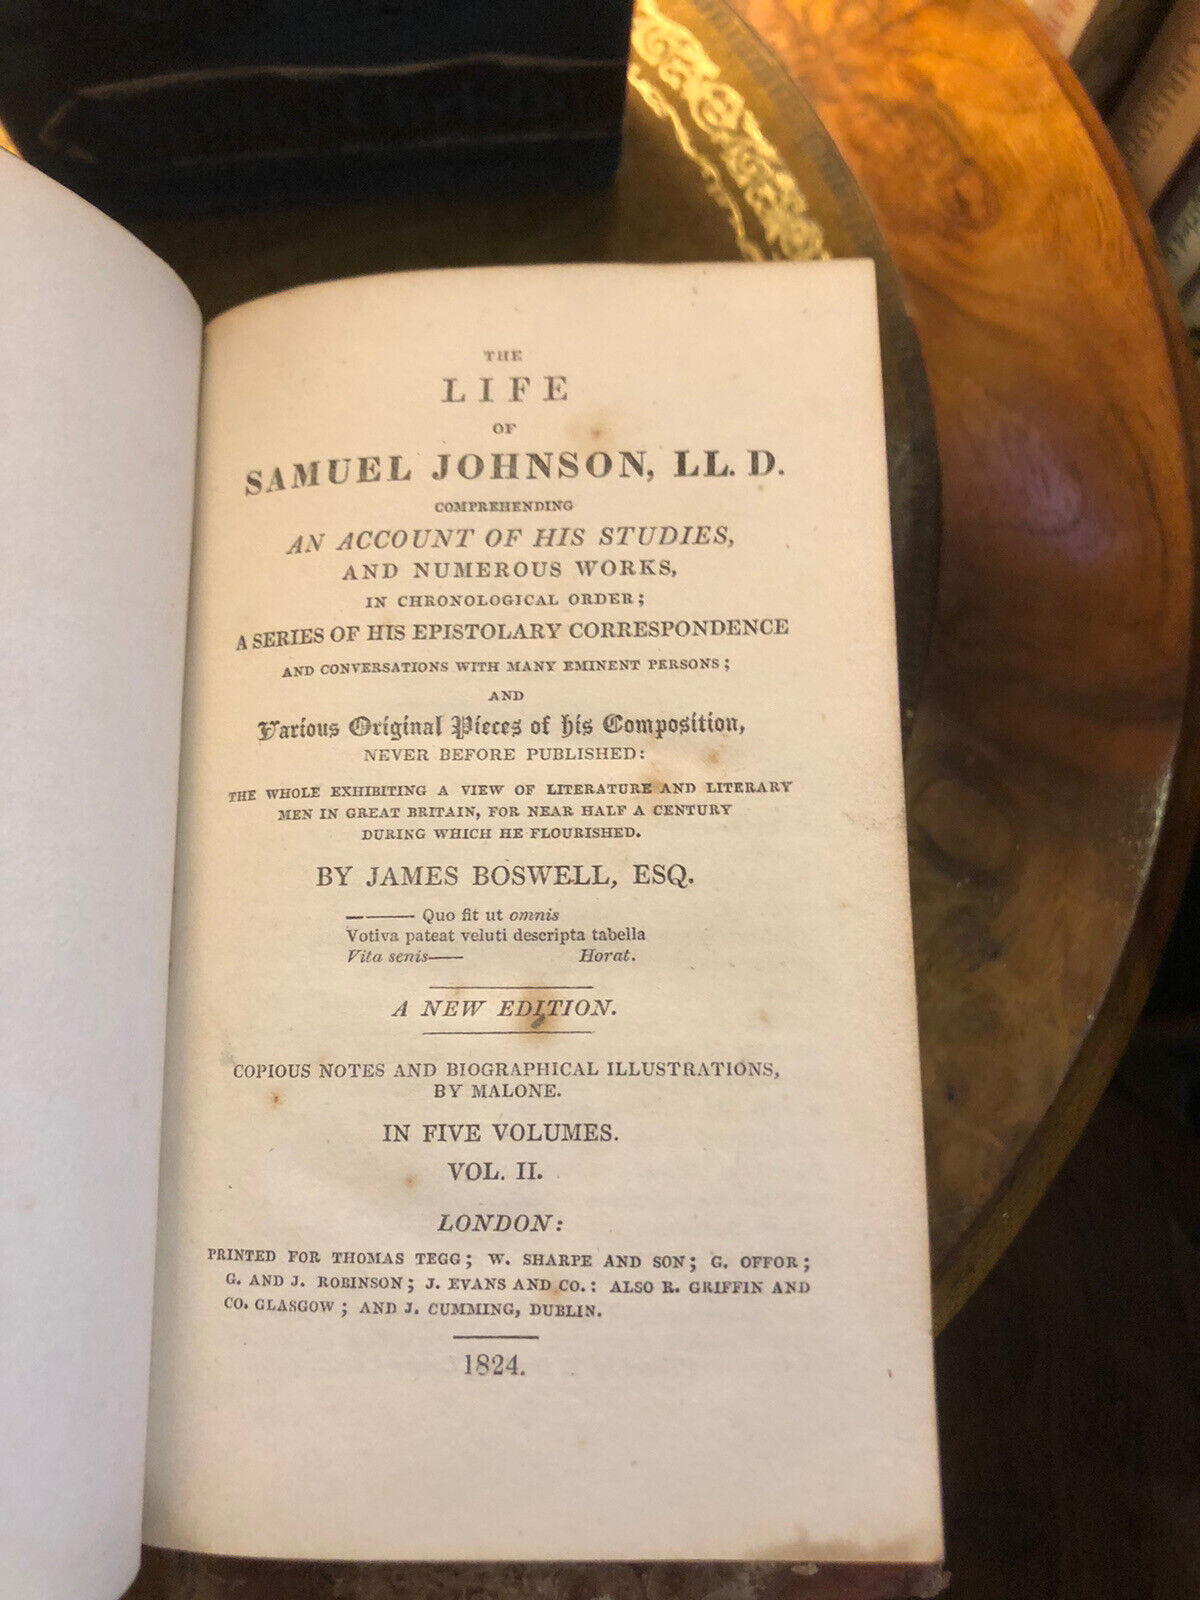 THE
LIFE
OF
SAMUEL JOHNSON, LL. D.
COMPREHENDING
AN ACCOUNT OF HIS STUDIES,
AND NUMEROUS WORKS,
IN CHRONOLOGICAL ORDER;
A SERIES OF HIS EPISTOLARY CORRESPONDENCE
AND CONVERSATIONS WITH MANY EMINENT PERSONS;
AND
Various Original Pieces of his Composition,
NEVER BEFORE PUBLISHED:
THE WHOLE EXHIBITING A VIEW OF LITERATURE AND LITERARY
MEN IN GREAT BRITAIN, FOR NEAR HALF A CENTURY
DURING WHICH HE FLOURISHED.
BY JAMES BOSWELL, ESQ.
———— Quo fit ut omnis
Votiva pateat veluti descripta tabella
Vita senis—— Horat.
A NEW EDITION.
COPIOUS NOTES AND BIOGRAPHICAL ILLUSTRATIONS,
BY MALONE.
IN FIVE VOLUMES.
VOL. II.
LONDON:
PRINTED FOR THOMAS TEGG; W. SHARPE AND SON; G. OFFOR;
G. AND J. ROBINSON; J. EVANS AND CO.: ALSO R. GRIFFIN AND
CO. GLASGOW; AND J. CUMMING, DUBLIN.
1824.